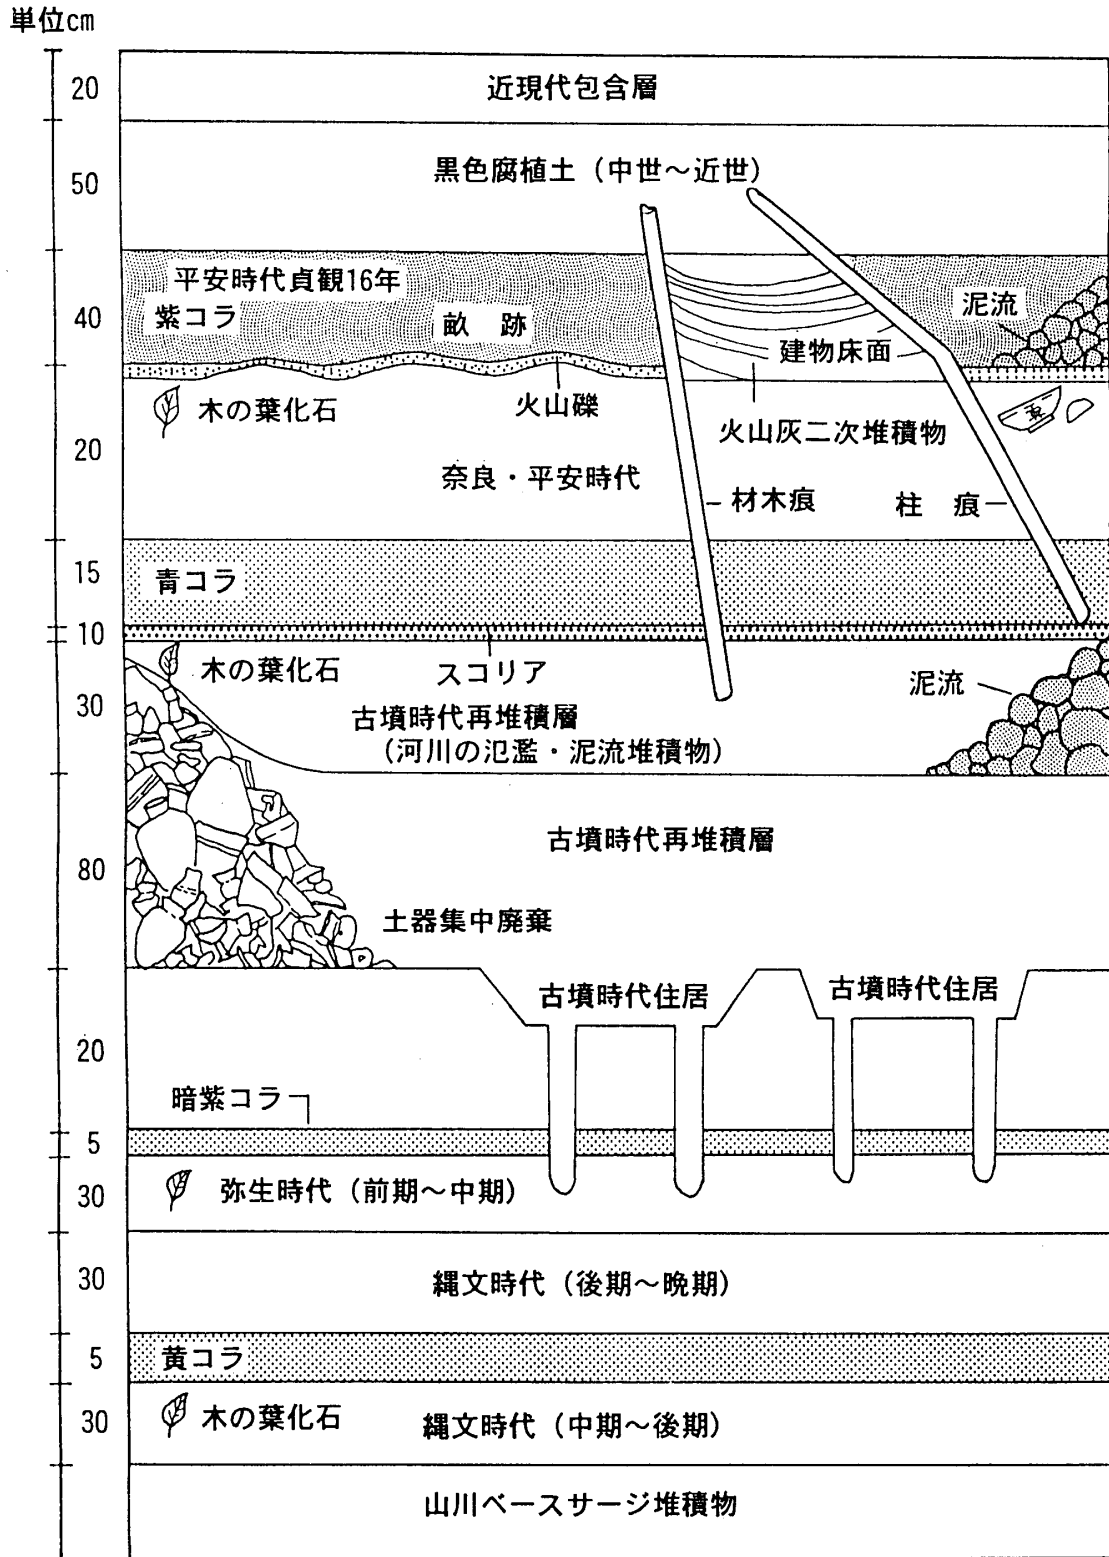 単位cm
20
近現代包含層
50
黒色腐植土（中世～近世）
40
平安時代貞観16年
紫コラ
畝 跡
泥流
建物床面
木の葉化石
火山礫
火山灰二次堆積物
20
奈良・平安時代
材木痕
柱 痕
15
青コラ
10
木の葉化石
スコリア
泥流
30
古墳時代再堆積層
（河川の氾濫・泥流堆積物）
80
古墳時代再堆積層
土器集中廃棄
古墳時代住居
古墳時代住居
20
暗紫コラ
5
30
弥生時代（前期～中期）
30
縄文時代（後期～晩期）
5
黄コラ
30
木の葉化石
縄文時代（中期～後期）
山川ベースサージ堆積物